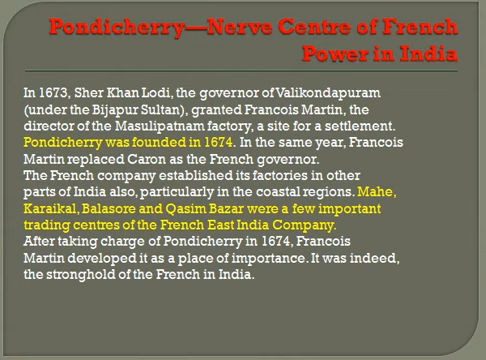 Pondicherry—Nerve Centre of French
Power in India
In 1673, Sher Khan Lodi, the governor of Valikondapuram
(under the Bijapur Sultan), granted Francois Martin, the
director of the Masulipatnam factory, a site for a settlement.
Pondicherry was founded in 1674. In the same year, Francois
Martin replaced Caron as the French governor.
The French company established its factories in other
parts of India also, particularly in the coastal regions. Mahe,
Karaikal, Balasore and Qasim Bazar were a few important
trading centres of the French East India Company.
After taking charge of Pondicherry in 1674, Francois
Martin developed it as a place of importance. It was indeed,
the stronghold of the French in India.